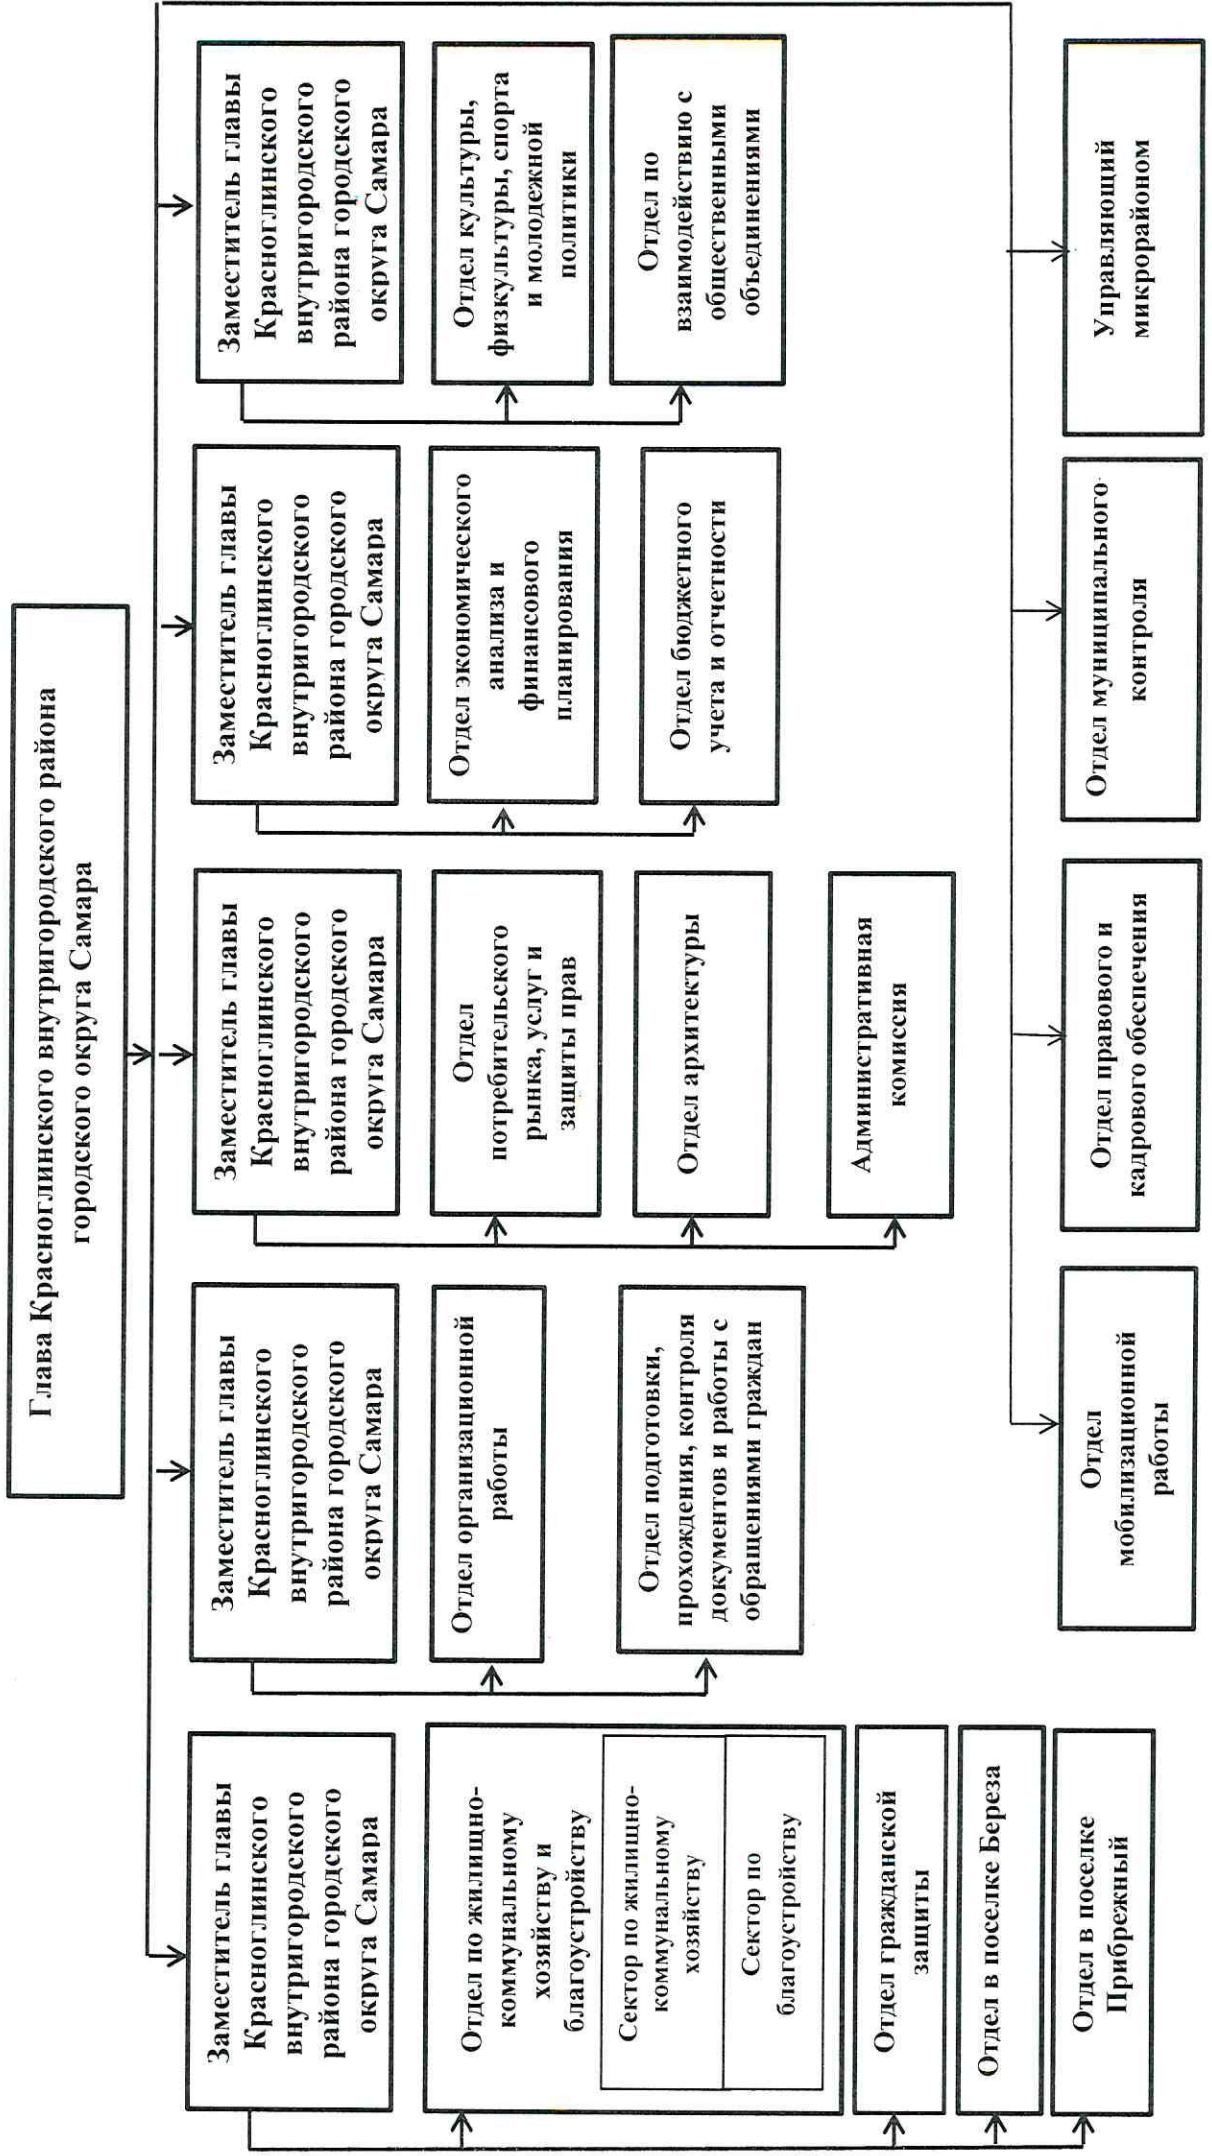 Глава Красноглинского внутригородского района
городского округа Самара
Заместитель главы
Красноглинского
внутригородского
района городского
округа Самара
Отдел по жилищно-
коммунальному
хозяйству и
благоустройству
Сектор по жилищно-
коммунальному
хозяйству
Сектор по
благоустройству
Отдел гражданской
защиты
Отдел в поселке Береза
Отдел в поселке
Прибрежный
Заместитель главы
Красноглинского
внутригородского
района городского
округа Самара
Отдел организационной
работы
Отдел подготовки,
прохождения, контроля
документов и работы с
обращениями граждан
Заместитель главы
Красноглинского
внутригородского
района городского
округа Самара
Отдел
потребительского
рынка, услуг и
защиты прав
Отдел архитектуры
Административная
комиссия
Заместитель главы
Красноглинского
внутригородского
района городского
округа Самара
Отдел экономического
анализа и
финансового
планирования
Отдел бюджетного
учета и отчетности
Заместитель главы
Красноглинского
внутригородского
района городского
округа Самара
Отдел культуры,
физкультуры, спорта
и молодежной
политики
Отдел по
взаимодействию с
общественными
объединениями
Отдел
мобилизационной
работы
Отдел правового и
кадрового обеспечения
Отдел муниципального
контроля
Управляющий
микрорайоном